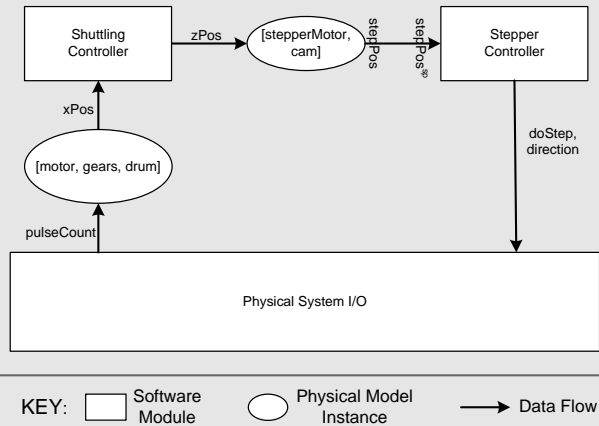 Shuttling
Controller
zPos
[stepperMotor,
cam]
stepPos
stepPos^sp
Stepper
Controller
xPos
doStep,
direction
[motor, gears, drum]
pulseCount
Physical System I/O
KEY:
Software
Module
Physical Model
Instance
Data Flow